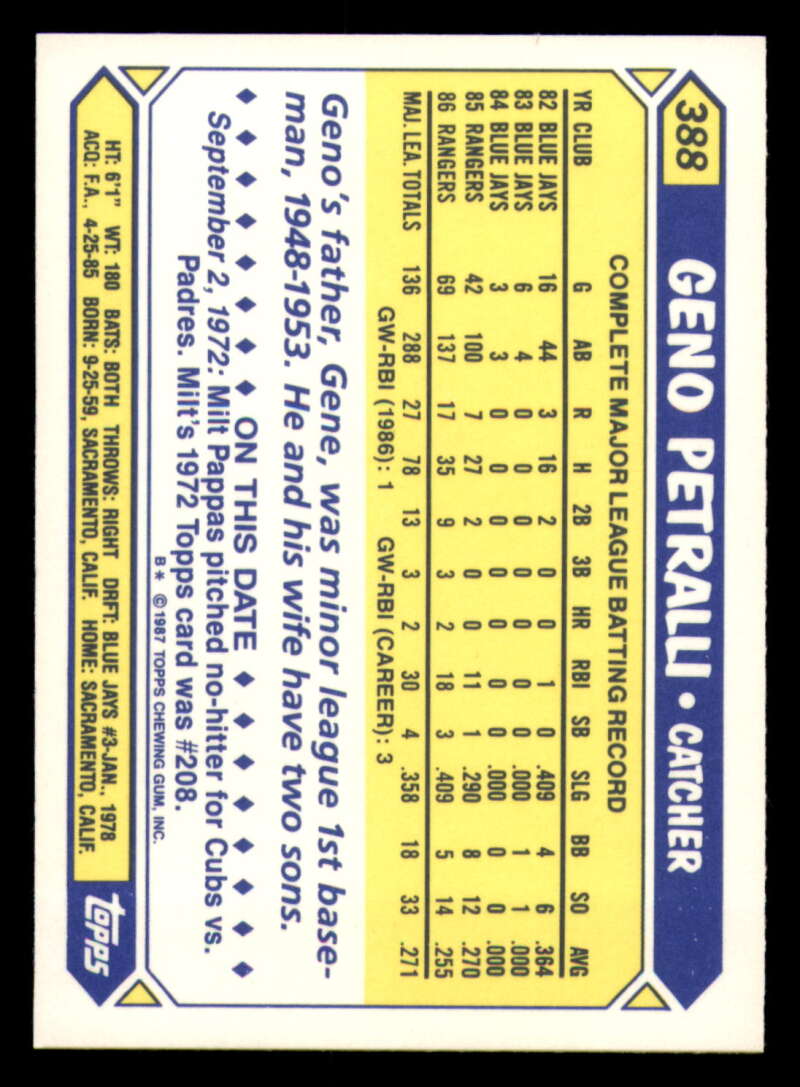 388 GENO PETRALLI • CATCHER
COMPLETE MAJOR LEAGUE BATTING RECORD
YR CLUB G AB R H 2B 3B HR RBI SB SLG BB SO AVG
82 BLUE JAYS 16 44 3 16 2 0 0 1 0 .409 4 6 .364
83 BLUE JAYS 6 4 0 0 0 0 0 0 0 .000 1 1 .000
84 BLUE JAYS 3 3 0 0 0 0 0 0 0 .000 0 0 .000
85 RANGERS 42 100 7 27 2 0 0 11 1 .290 8 12 .270
86 RANGERS 69 137 17 35 9 3 2 18 3 .409 5 14 .255
MAJ. LEA. TOTALS 136 288 27 78 13 3 2 30 4 .358 18 33 .271
GW-RBI (1986): 1 GW-RBI (CAREER): 3
Geno's father, Gene, was minor league 1st base-
man, 1948-1953. He and his wife have two sons.
ON THIS DATE
September 2, 1972: Milt Pappas pitched no-hitter for Cubs vs.
Padres. Milt's 1972 Topps card was #208.
B* ©1987 TOPPS CHEWING GUM, INC.
HT: 6'1" WT: 180 BATS: BOTH THROWS: RIGHT DRFT: BLUE JAYS #3-JAN., 1978
ACQ: F.A., 4-25-85 BORN: 9-25-59, SACRAMENTO, CALIF. HOME: SACRAMENTO, CALIF.
topps